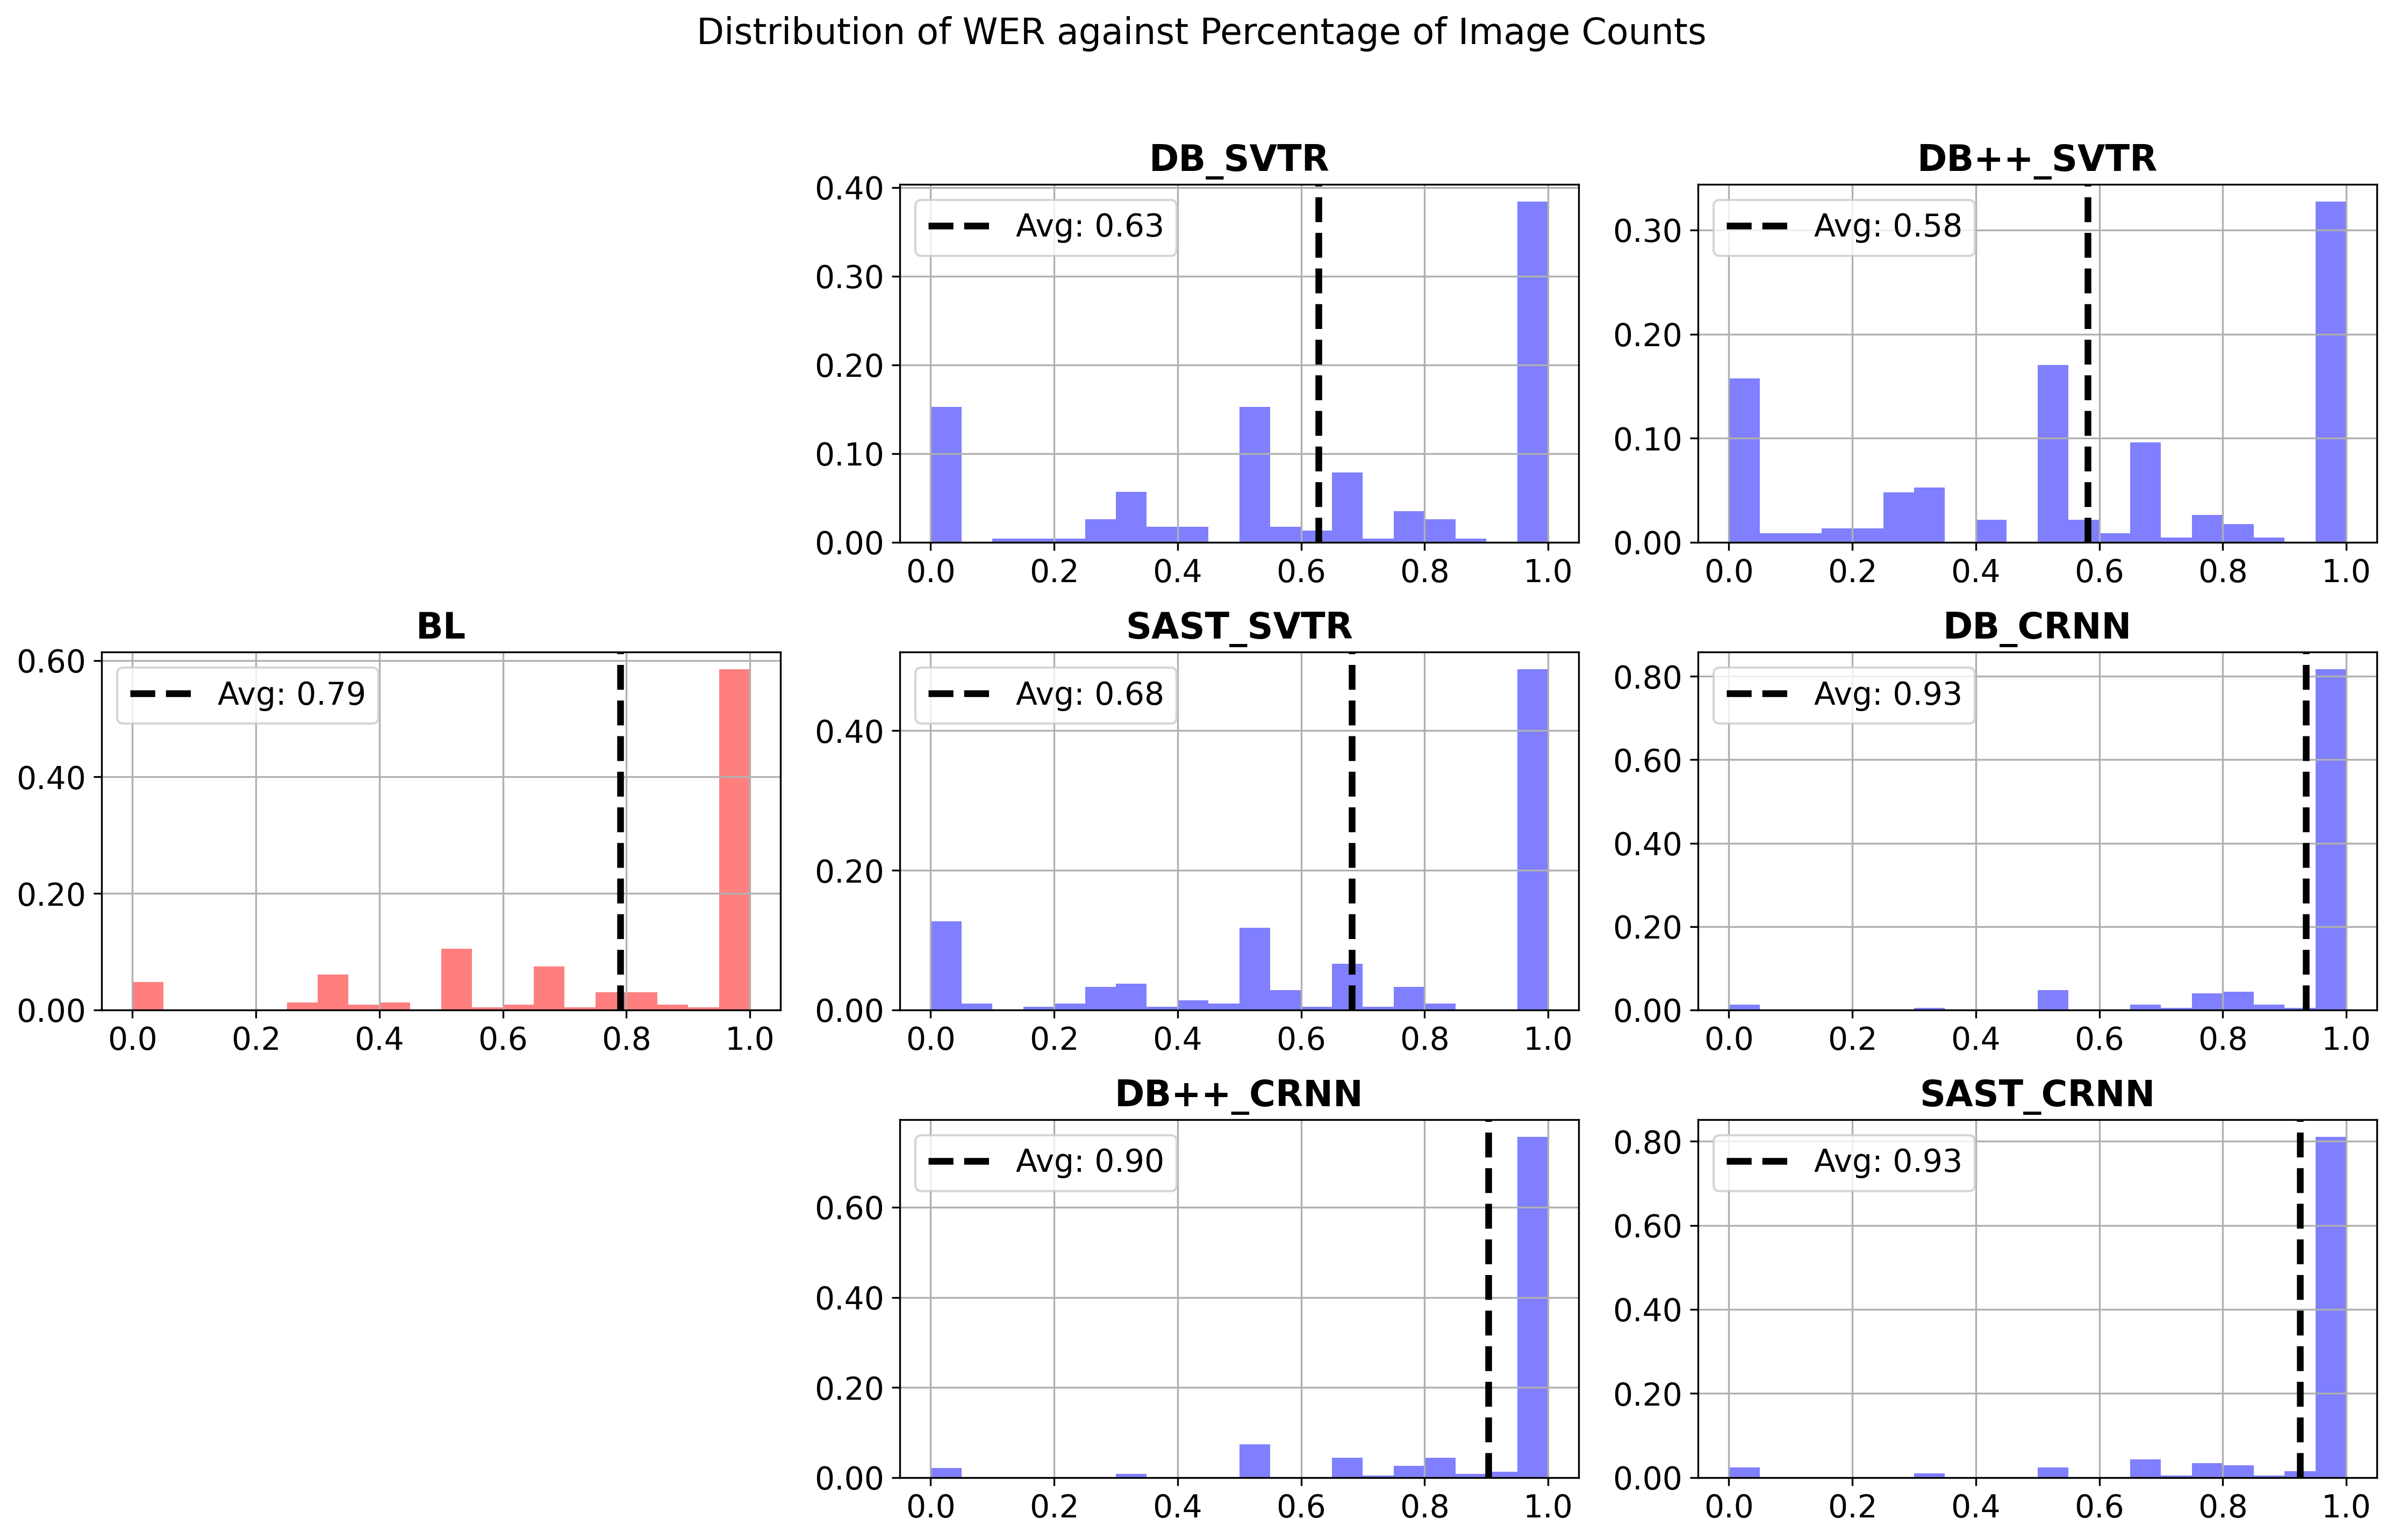 Distribution of WER against Percentage of Image Counts
DB_SVTR
Avg: 0.63
0.40
0.30
0.20
0.10
0.00
0.0 0.2 0.4 0.6 0.8 1.0
DB++_SVTR
Avg: 0.58
0.30
0.20
0.10
0.00
0.0 0.2 0.4 0.6 0.8 1.0
BL
Avg: 0.79
0.60
0.40
0.20
0.00
0.0 0.2 0.4 0.6 0.8 1.0
SAST_SVTR
Avg: 0.68
0.40
0.20
0.00
0.0 0.2 0.4 0.6 0.8 1.0
DB_CRNN
Avg: 0.93
0.80
0.60
0.40
0.20
0.00
0.0 0.2 0.4 0.6 0.8 1.0
DB++_CRNN
Avg: 0.90
0.60
0.40
0.20
0.00
0.0 0.2 0.4 0.6 0.8 1.0
SAST_CRNN
Avg: 0.93
0.80
0.60
0.40
0.20
0.00
0.0 0.2 0.4 0.6 0.8 1.0